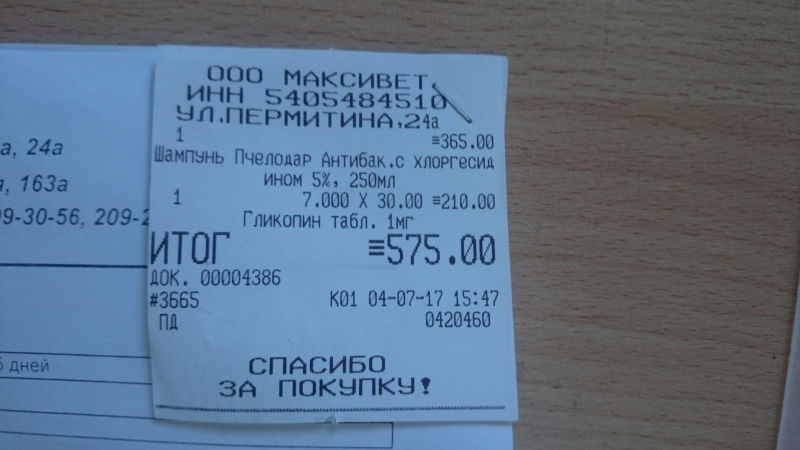 ООО МАКСИВЕТ
ИНН 5405484510
УЛ.ПЕРМИТИНА,24а
1 ≡365.00
Шампунь Пчелодар Антибак.с хлоргесид
ином 5%, 250мл
1 7.000 X 30.00 ≡210.00
Гликопин табл. 1мг
ИТОГ ≡575.00
ДОК. 00004386
#3665 К01 04-07-17 15:47
ПД 0420460
СПАСИБО
ЗА ПОКУПКУ!
а, 24а
, 163а
9-30-56, 209-2
дней